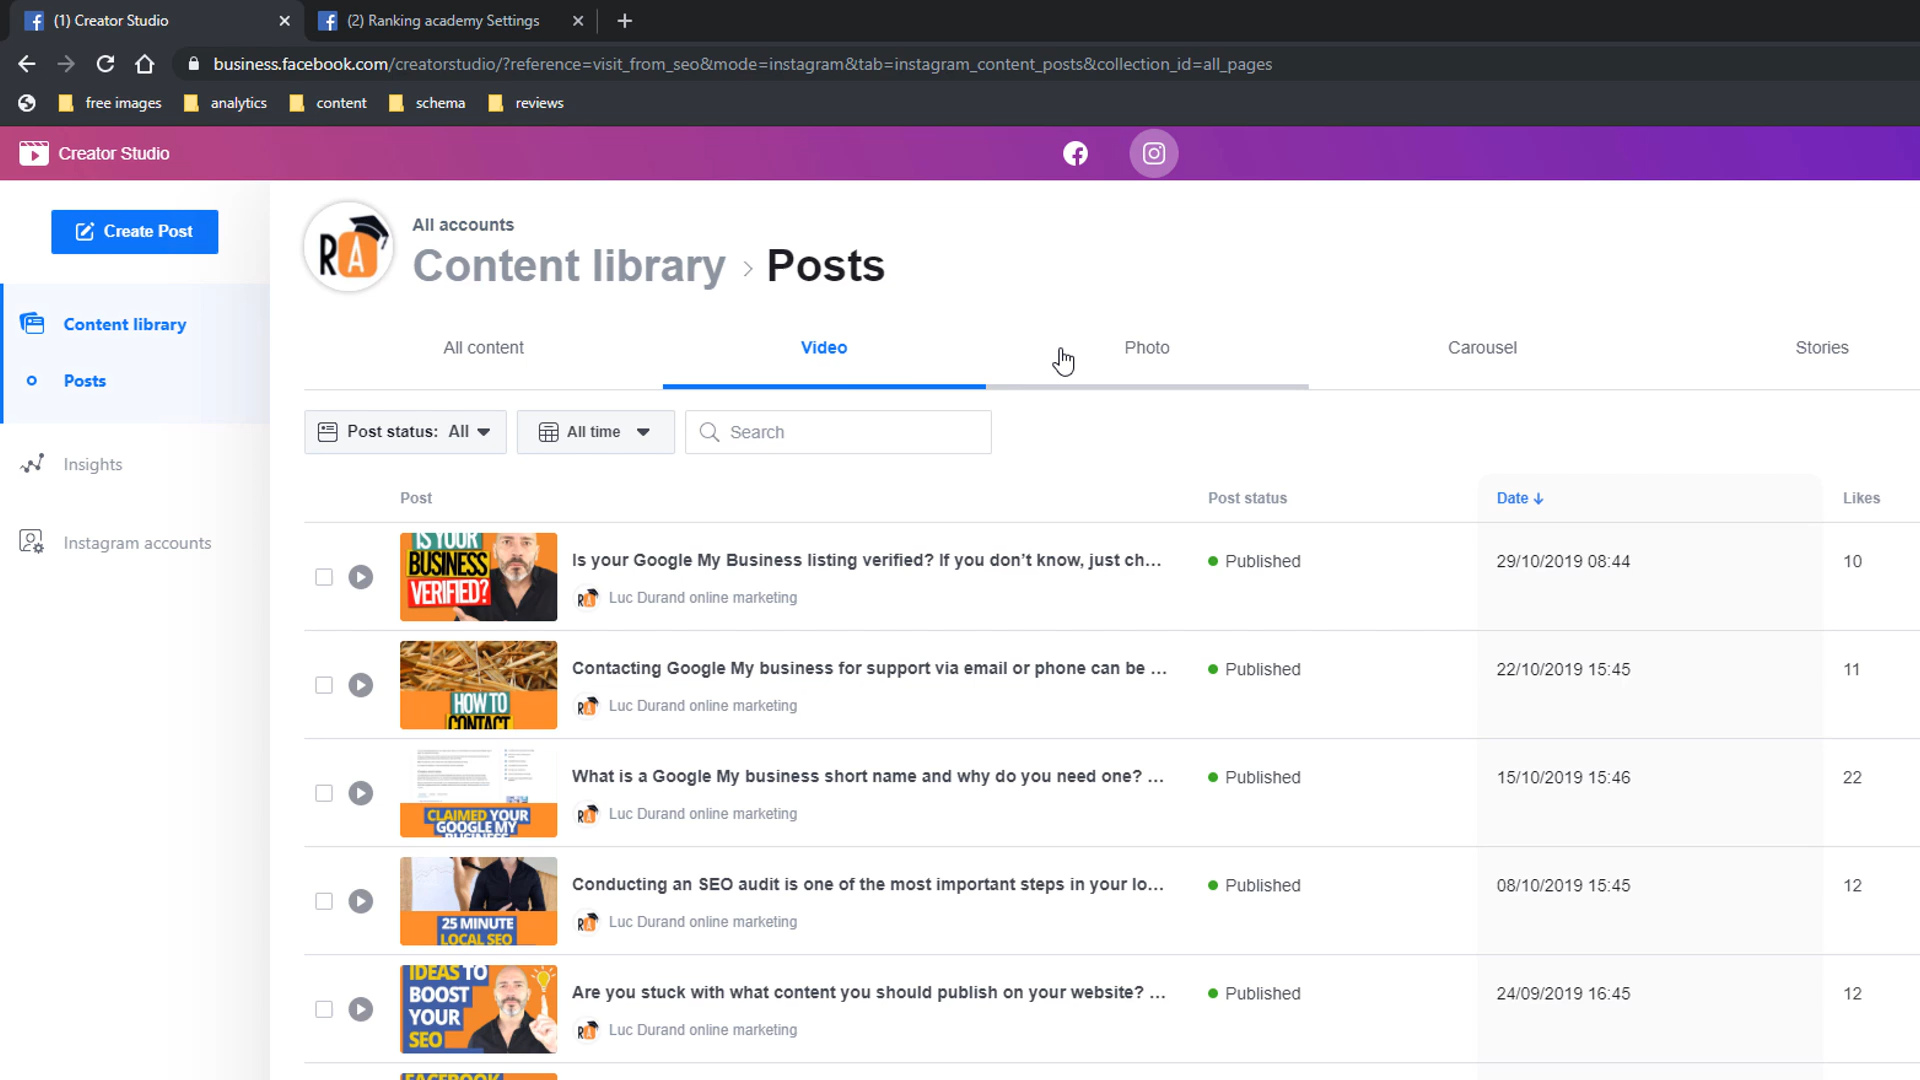 (1) Creator Studio
(2) Ranking academy Settings
business.facebook.com/creatorstudio/?reference=visit_from_seo&mode=instagram&tab=instagram_content_posts&collection_id=all_pages
free images analytics content schema reviews
Creator Studio
Create Post
Content library
Posts
Insights
Instagram accounts
RA
All accounts
Content library > Posts
All content Video Photo Carousel Stories
Post status: All All time Search
Post Post status Date ↓ Likes
IS YOUR
BUSINESS
VERIFIED?
Is your Google My Business listing verified? If you don’t know, just ch...
RA Luc Durand online marketing
Published 29/10/2019 08:44 10
HOW TO
CONTACT
Contacting Google My business for support via email or phone can be ...
RA Luc Durand online marketing
Published 22/10/2019 15:45 11
CLAIMED YOUR
GOOGLE MY
BUSINESS
What is a Google My business short name and why do you need one? ...
RA Luc Durand online marketing
Published 15/10/2019 15:46 22
25 MINUTE
LOCAL SEO
Conducting an SEO audit is one of the most important steps in your lo...
RA Luc Durand online marketing
Published 08/10/2019 15:45 12
IDEAS TO
BOOST
YOUR
SEO
Are you stuck with what content you should publish on your website? ...
RA Luc Durand online marketing
Published 24/09/2019 16:45 12
FACEBOOK